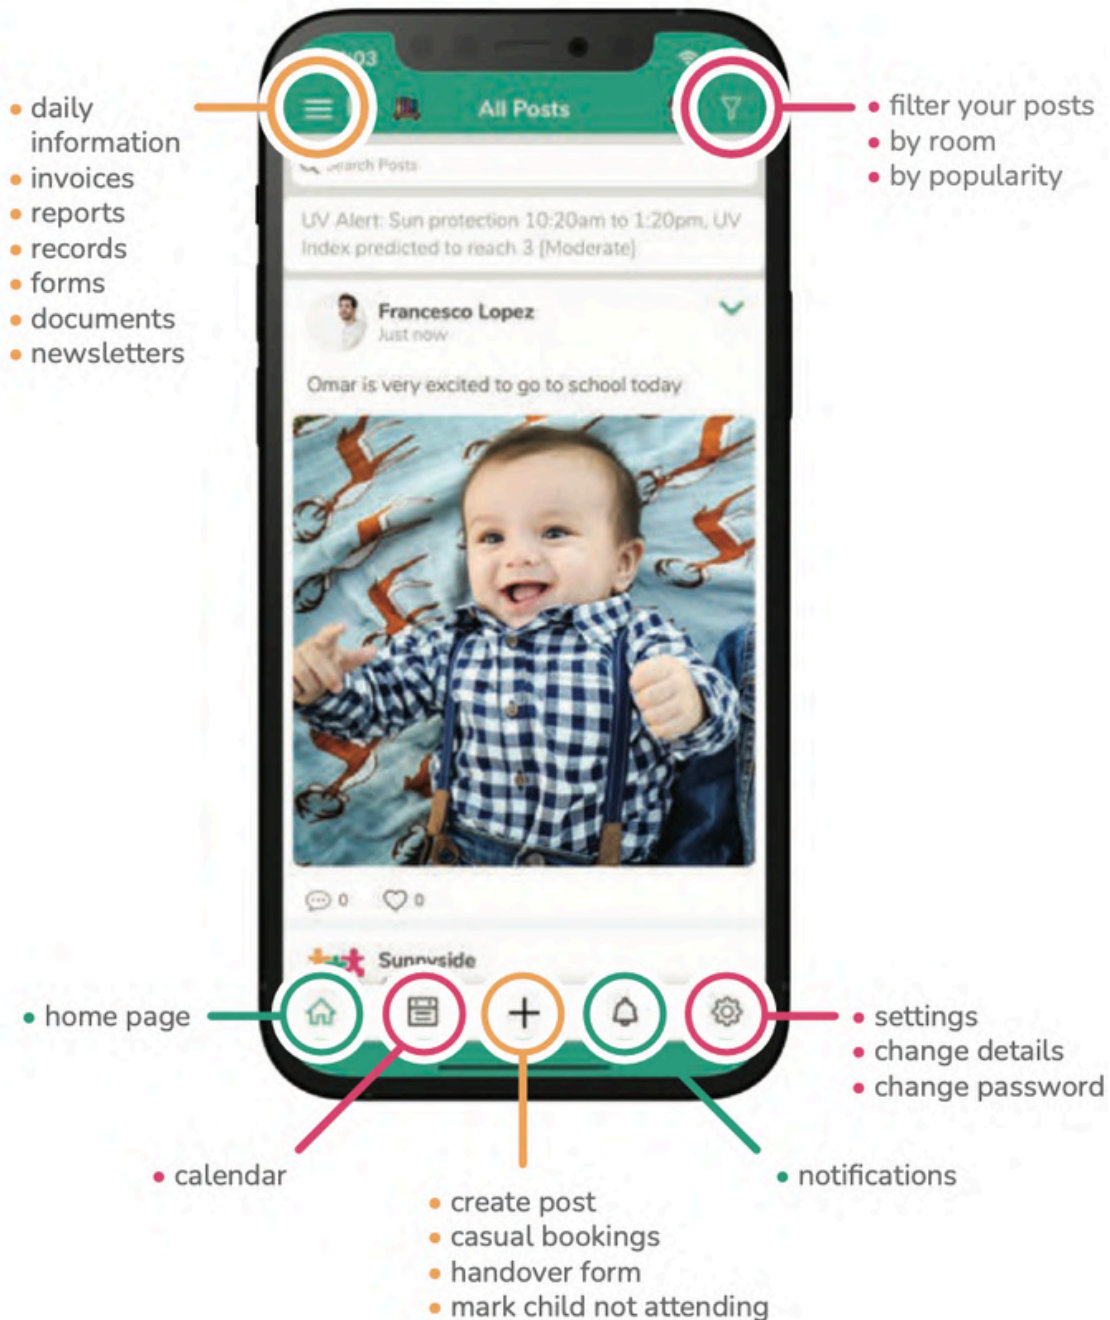 :03
All Posts
Search Posts
UV Alert: Sun protection 10:20am to 1:20pm, UV
Index predicted to reach 3 [Moderate]
Francesco Lopez
Just now
Omar is very excited to go to school today
0
0
Sunnyside
• daily
information
• invoices
• reports
• records
• forms
• documents
• newsletters
• filter your posts
• by room
• by popularity
• home page
• settings
• change details
• change password
• calendar
• notifications
• create post
• casual bookings
• handover form
• mark child not attending